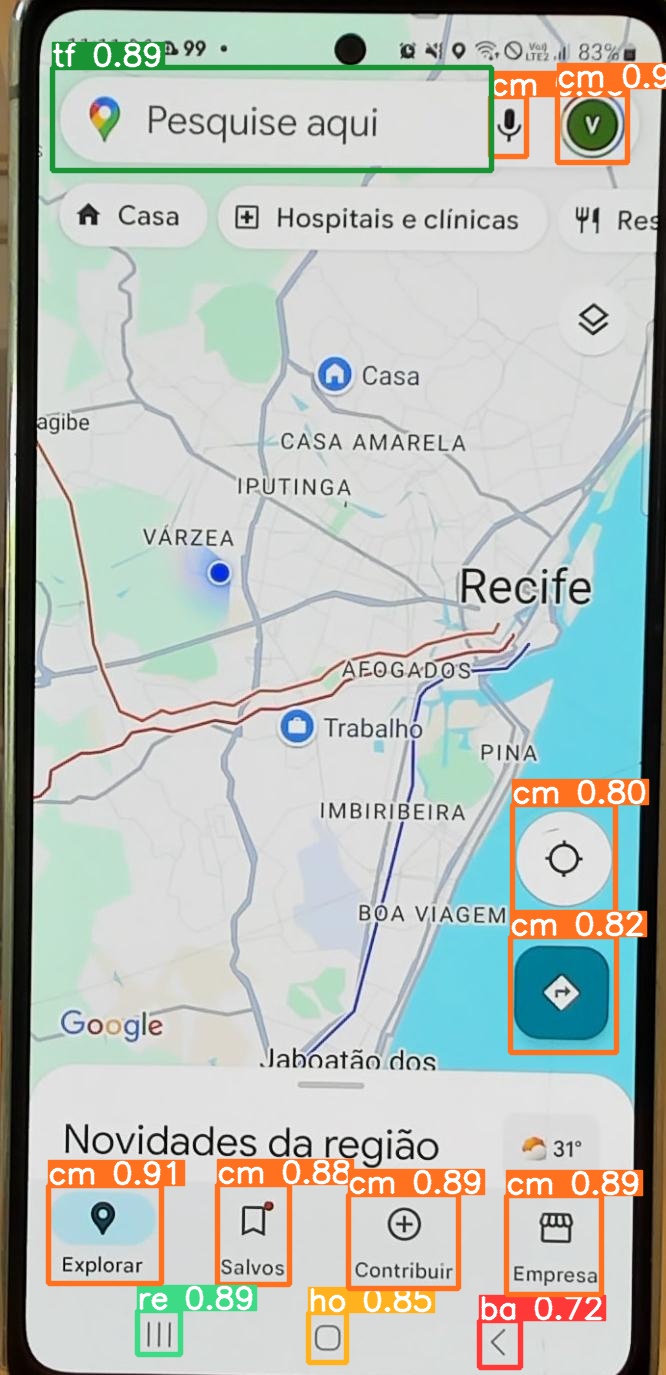 99 •
VoI) LTE2 83%
tf 0.89
cm
cm 0.9
Pesquise aqui
V
Casa
Hospitais e clínicas
Res
Casa
agibe
CASA AMARELA
IPUTINGA
VÁRZEA
Recife
AFOGADOS
Trabalho
PINA
cm 0.80
IMBIRIBEIRA
BOA VIAGEM
cm 0.82
Google
Jaboatão dos
Novidades da região
31°
cm 0.91
cm 0.88
cm 0.89
cm 0.89
Explorar
Salvos
Contribuir
Empresa
re 0.89
ho 0.85
ba 0.72